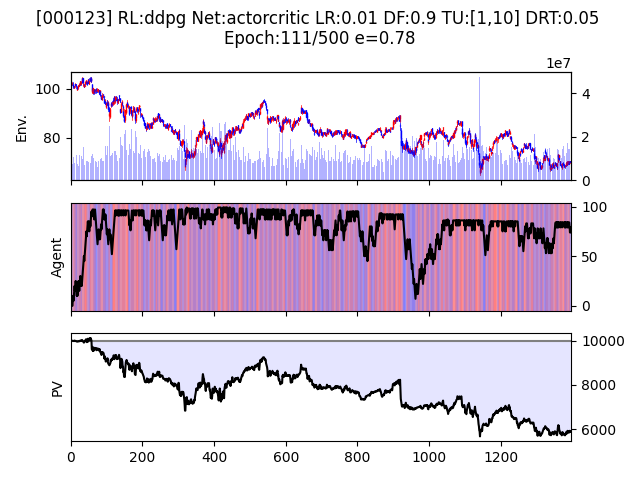 [000123] RL:ddpg Net:actorcritic LR:0.01 DF:0.9 TU:[1,10] DRT:0.05
Epoch:111/500 e=0.78
1e7
Env.
100
80
4
2
0
Agent
100
50
0
PV
10000
8000
6000
0 200 400 600 800 1000 1200